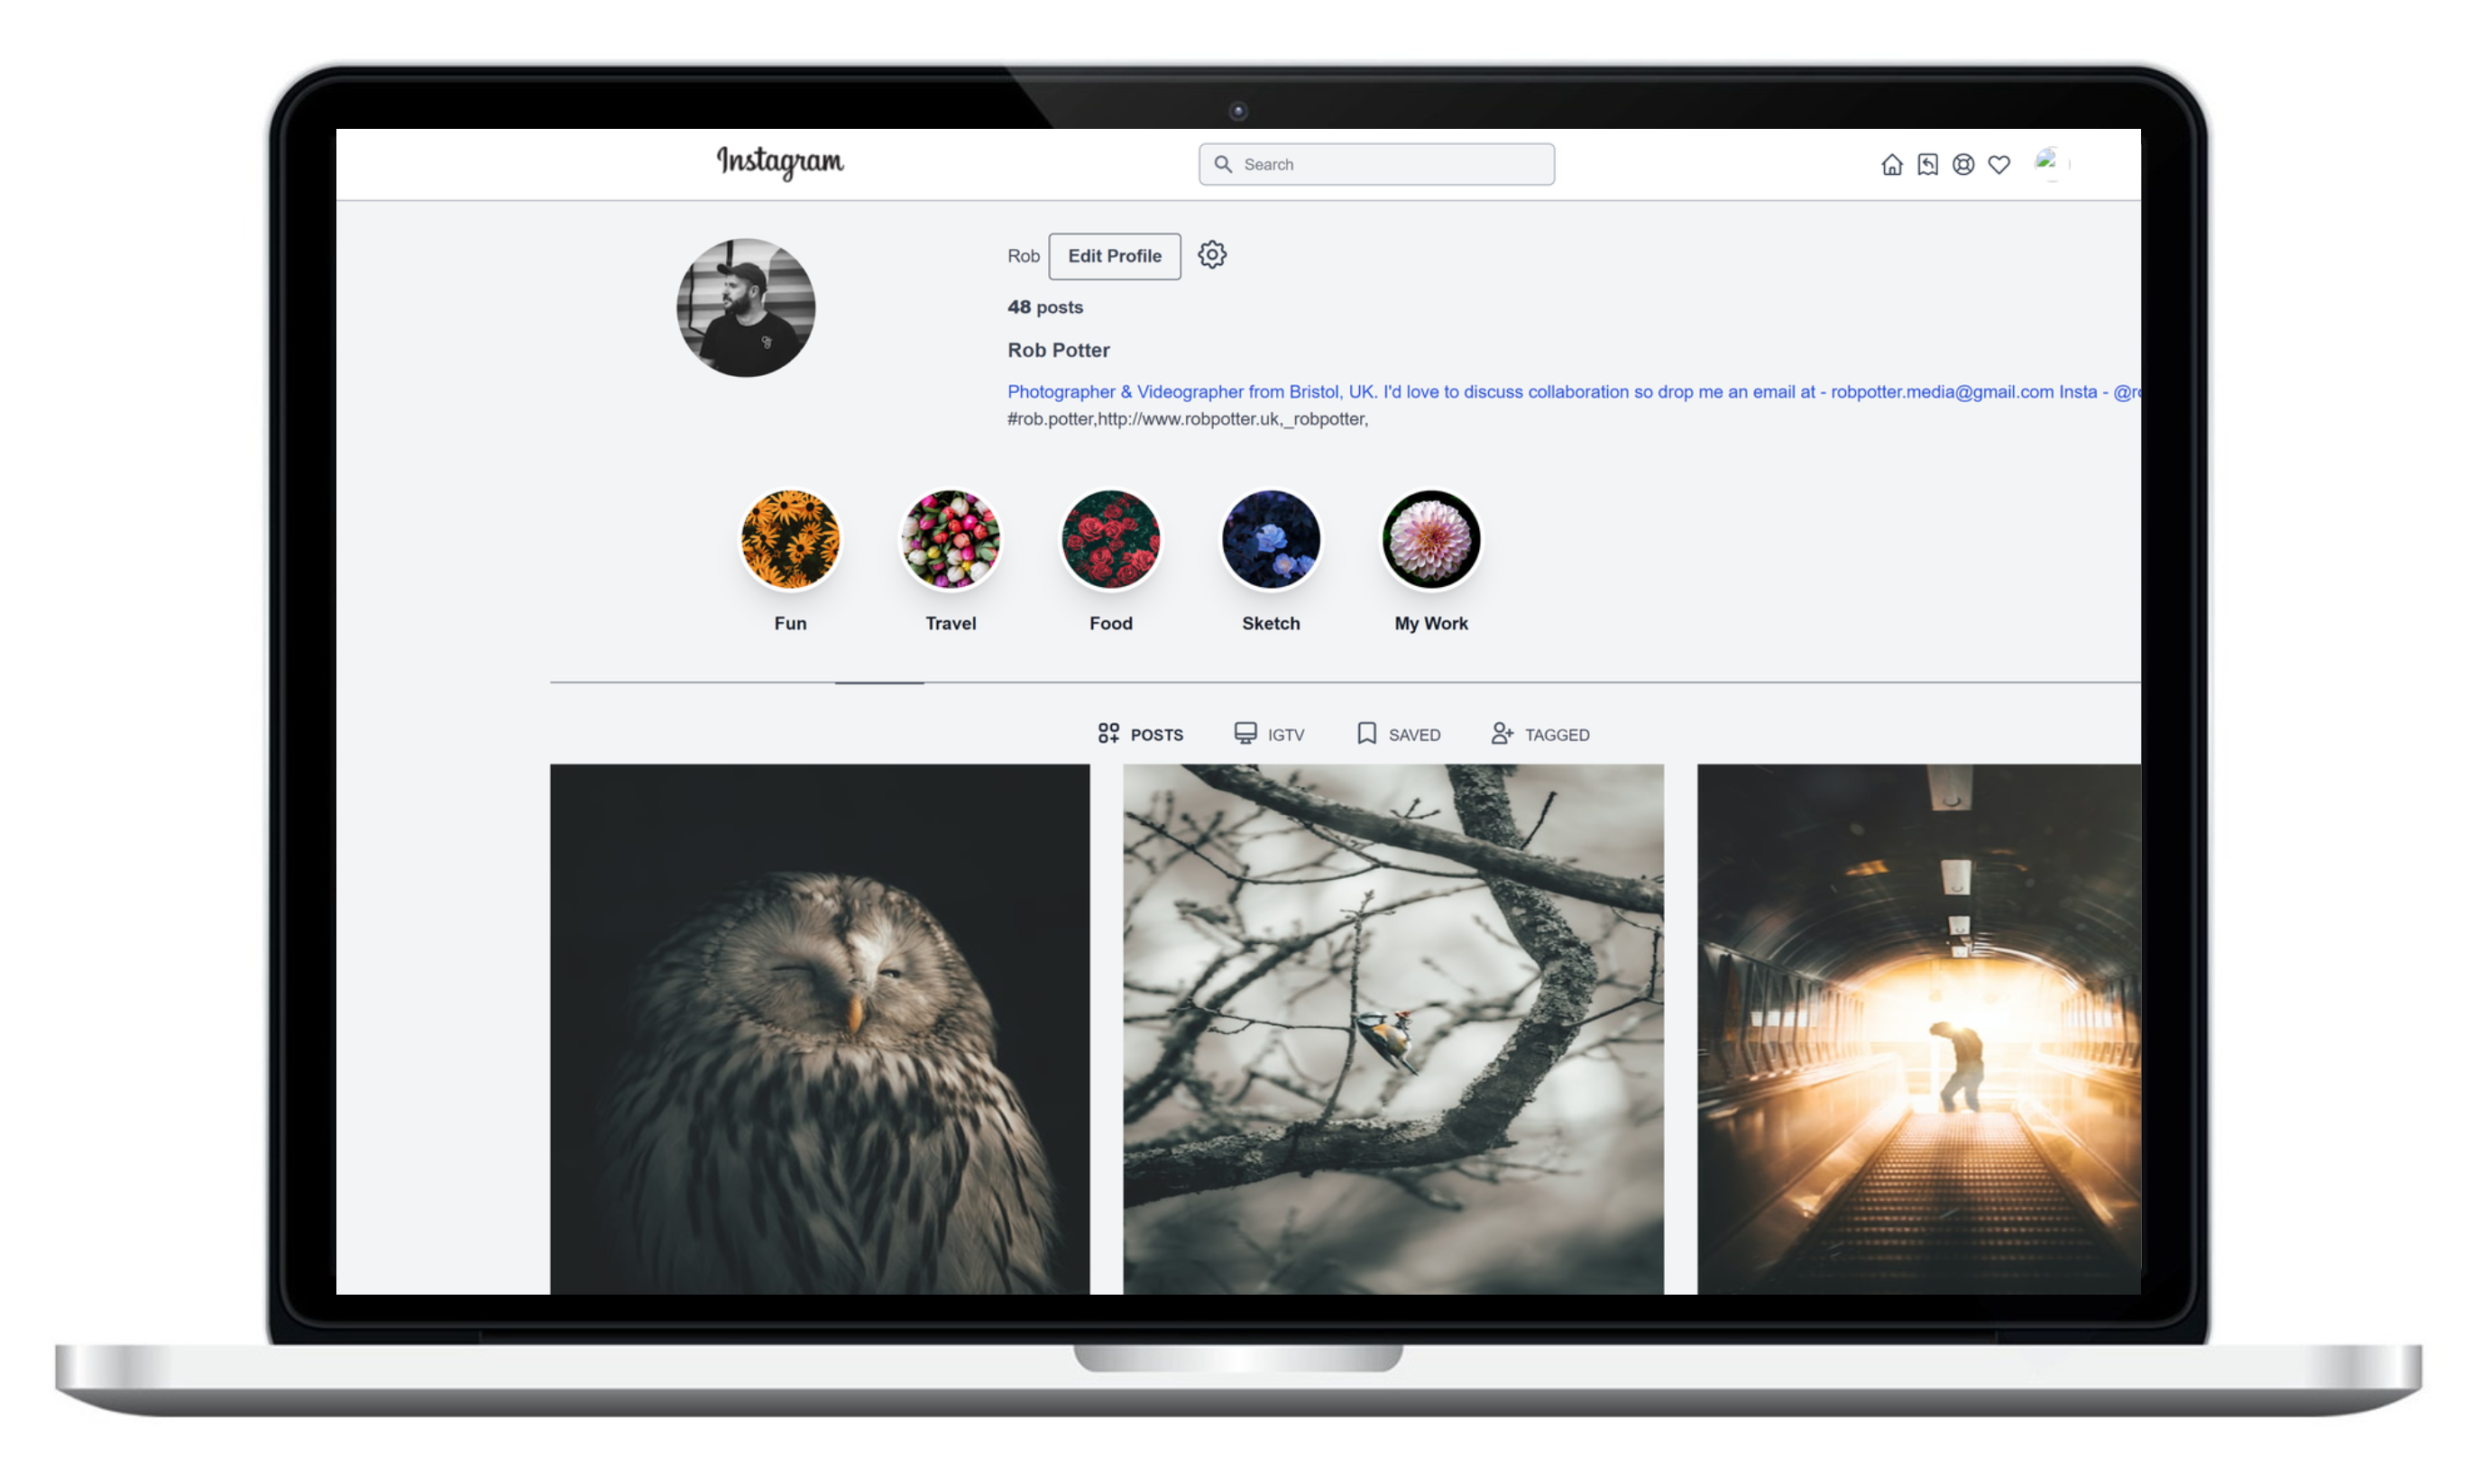 Instagram
Search
Rob Edit Profile
48 posts
Rob Potter
Photographer & Videographer from Bristol, UK. I'd love to discuss collaboration so drop me an email at - robpotter.media@gmail.com Insta - @r
#rob.potter,http://www.robpotter.uk,_robpotter,
Fun Travel Food Sketch My Work
POSTS IGTV SAVED TAGGED